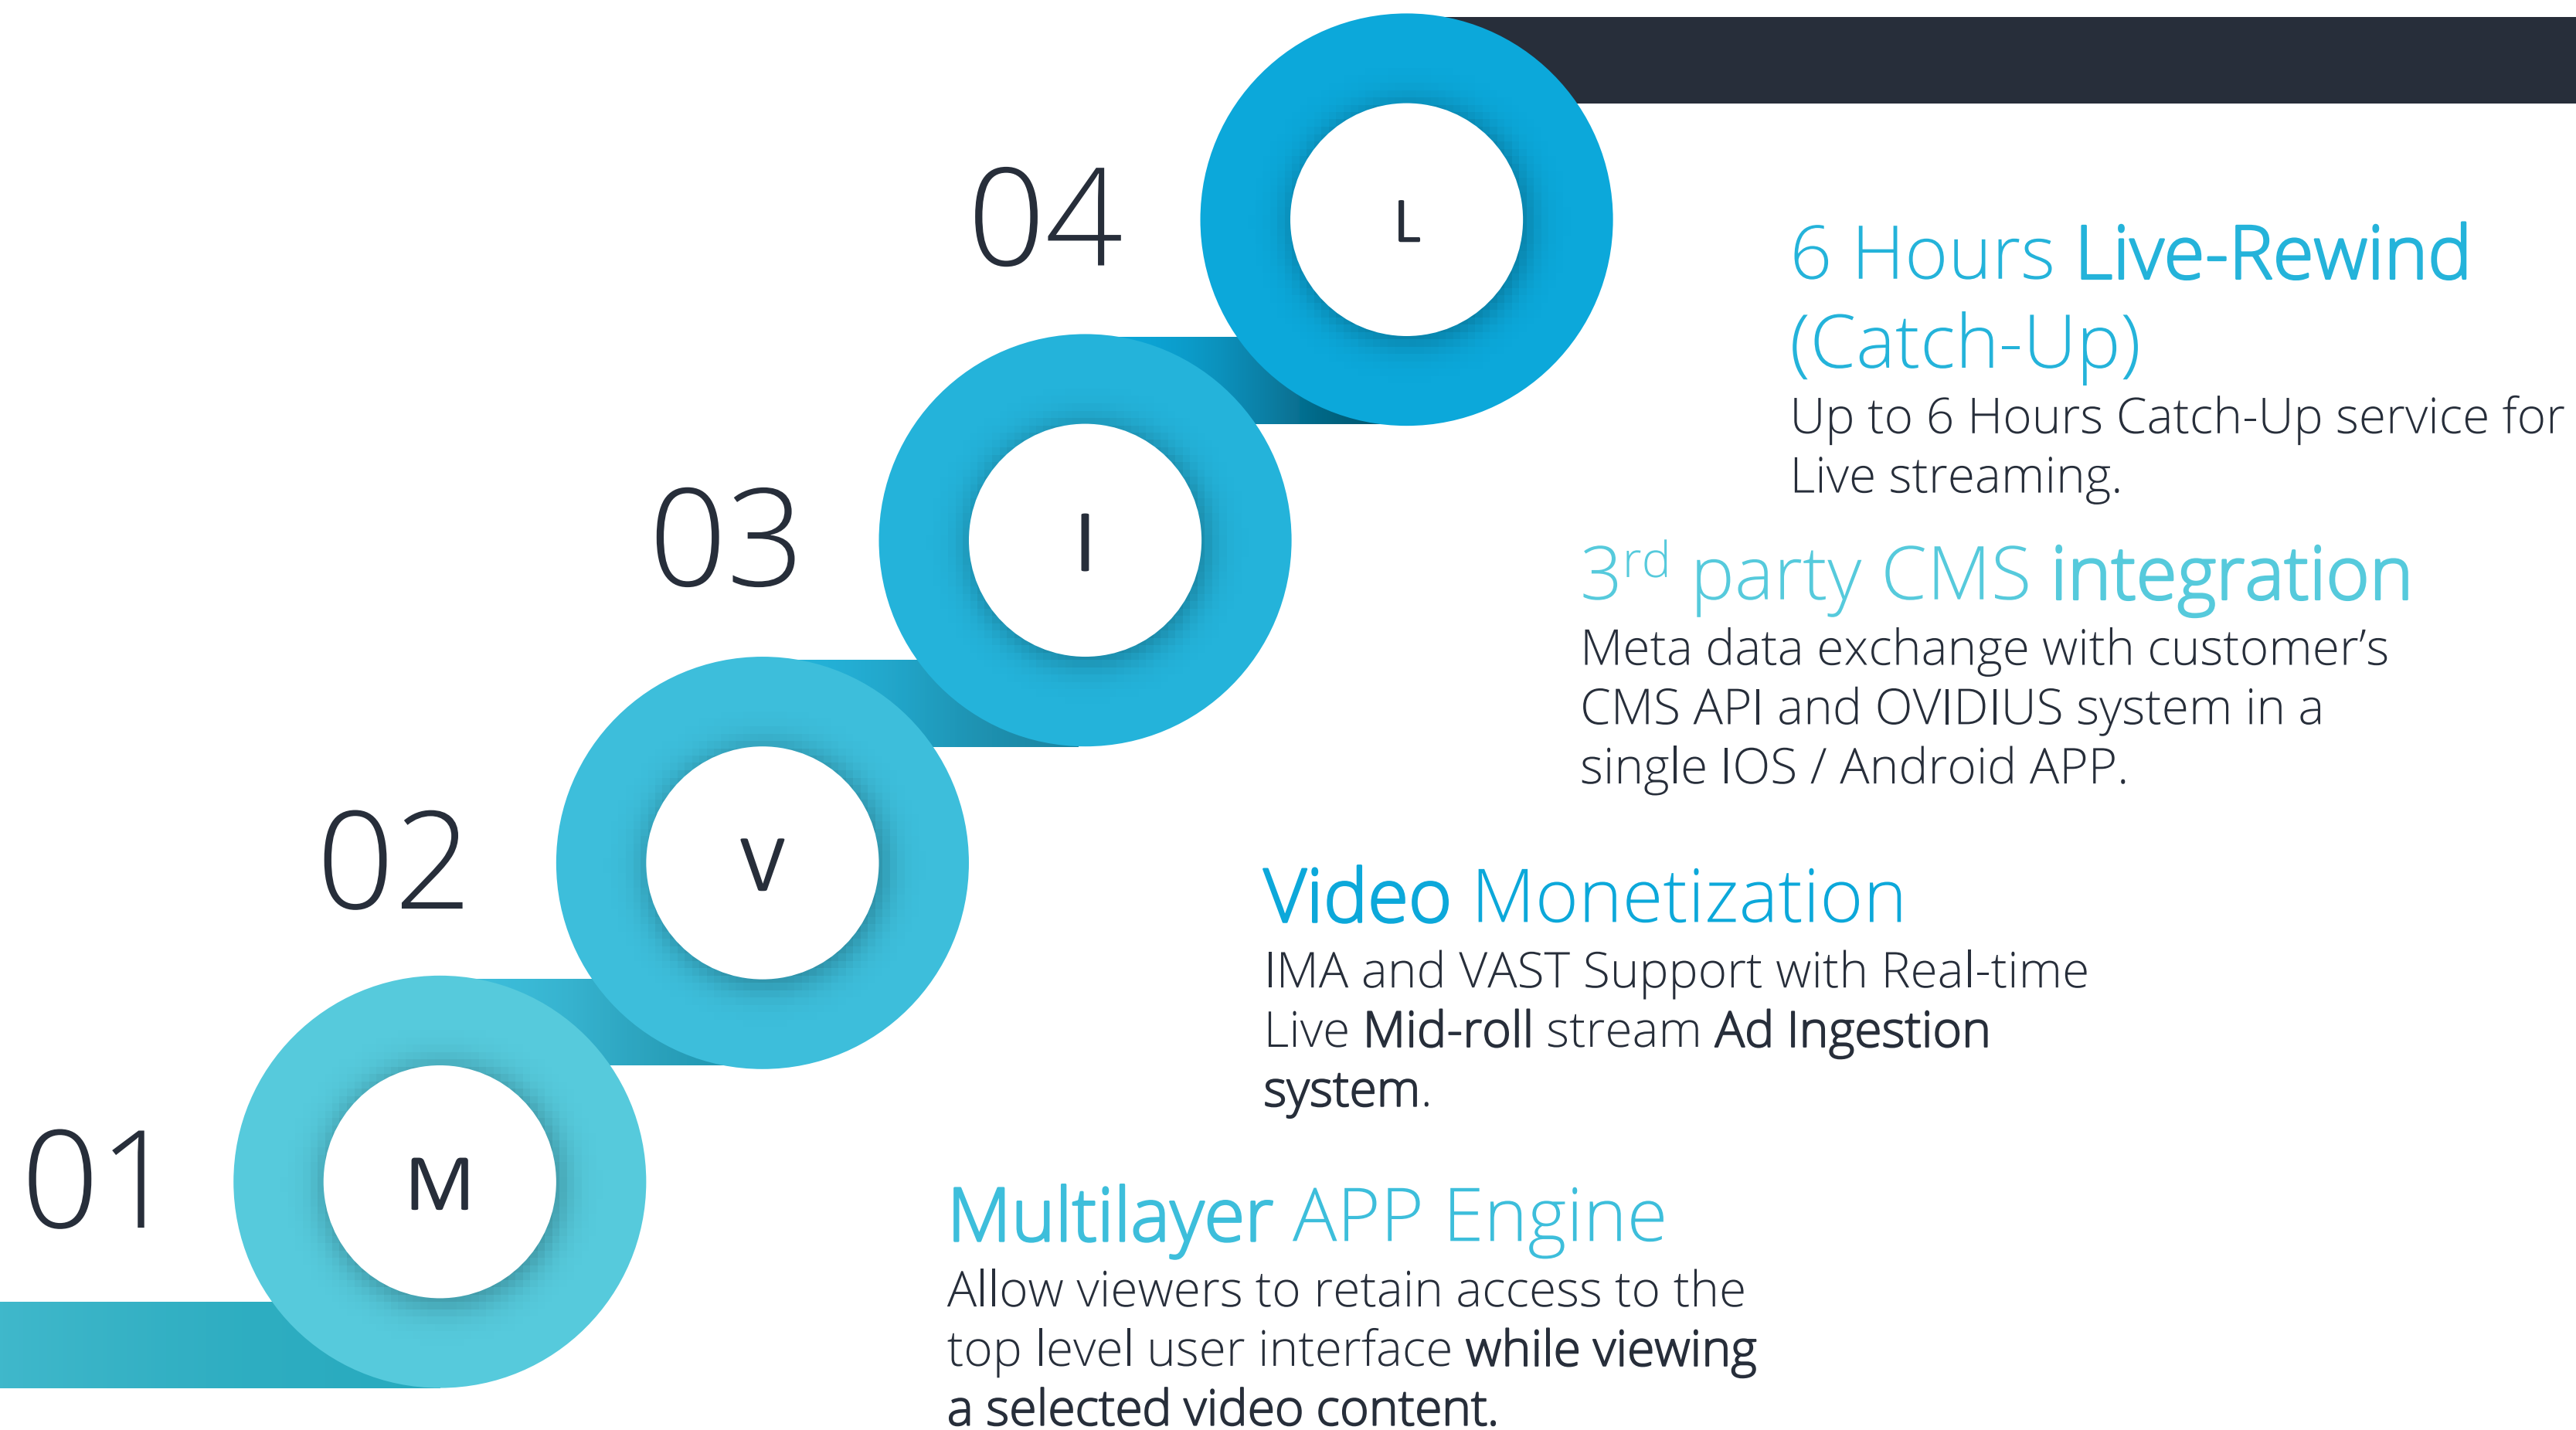 04
L
6 Hours Live-Rewind
(Catch-Up)
Up to 6 Hours Catch-Up service for
Live streaming.
03
I
3rd party CMS integration
Meta data exchange with customer’s
CMS API and OVIDIUS system in a
single IOS / Android APP.
02
V
Video Monetization
IMA and VAST Support with Real-time
Live Mid-roll stream Ad Ingestion
system.
01
M
Multilayer APP Engine
Allow viewers to retain access to the
top level user interface while viewing
a selected video content.